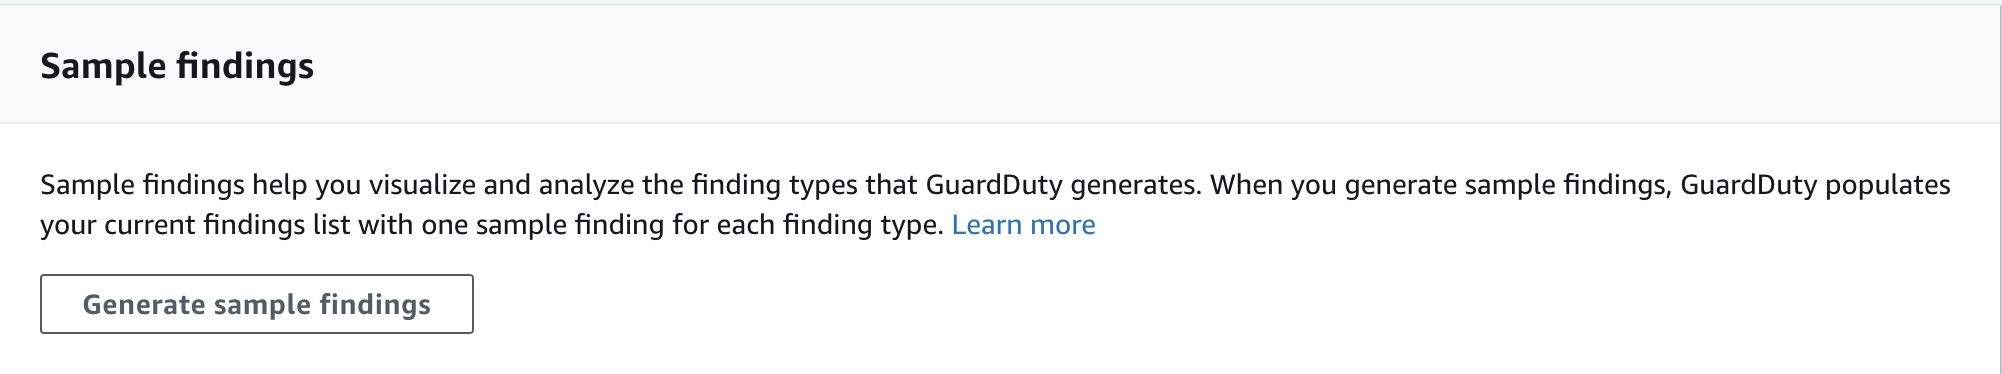 Sample findings
Sample findings help you visualize and analyze the finding types that GuardDuty generates. When you generate sample findings, GuardDuty populates
your current findings list with one sample finding for each finding type. Learn more
Generate sample findings